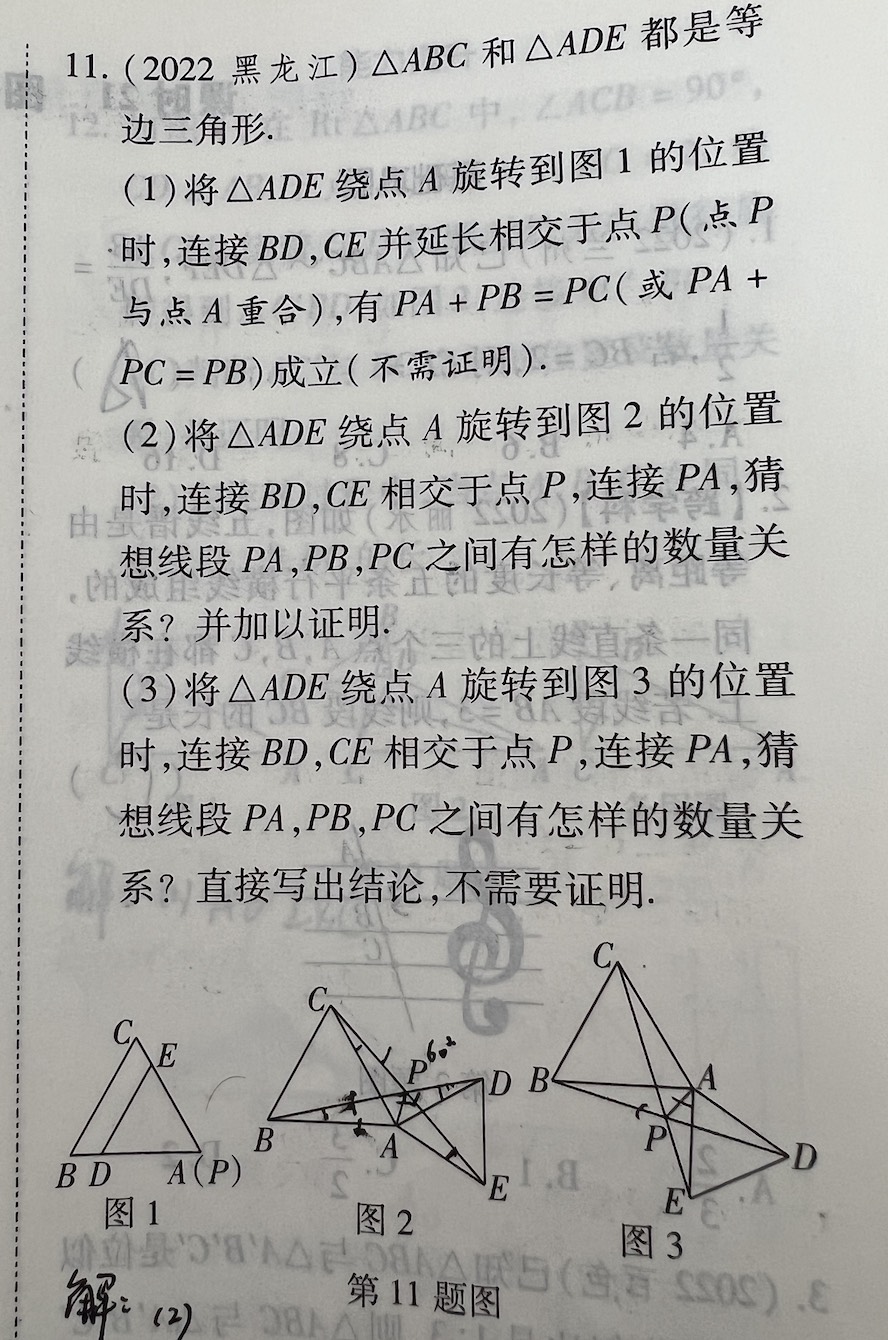 11. (2022 黑龙江) △ABC 和 △ADE 都是等
边三角形.
(1)将△ADE 绕点 A 旋转到图 1 的位置
时,连接 BD,CE 并延长相交于点 P(点 P
与点 A 重合),有 PA + PB = PC(或 PA +
PC = PB)成立(不需证明).
(2)将△ADE 绕点 A 旋转到图 2 的位置
时,连接 BD,CE 相交于点 P,连接 PA,猜
想线段 PA,PB,PC 之间有怎样的数量关
系? 并加以证明.
(3)将△ADE 绕点 A 旋转到图 3 的位置
时,连接 BD,CE 相交于点 P,连接 PA,猜
想线段 PA,PB,PC 之间有怎样的数量关
系? 直接写出结论,不需要证明.
C E
B D A(P)
图 1
C
P 60°
D
B A
E
图 2
C
B A
P D
E
图 3
第 11 题图
解: (2)